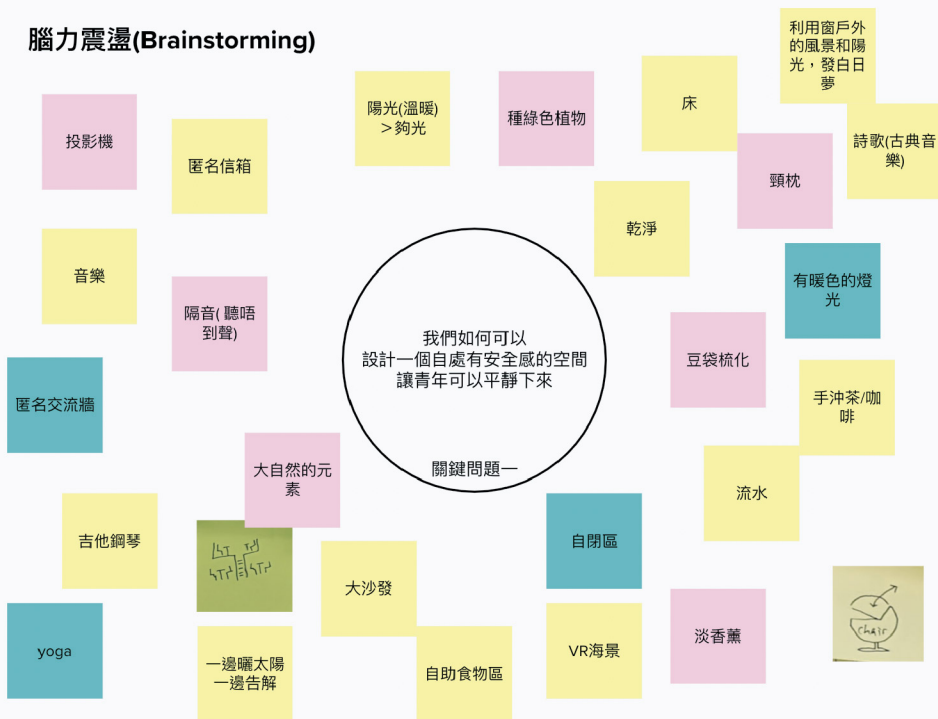 腦力震盪(Brainstorming)
利用窗戶外
的風景和陽
光，發白日
夢
陽光(溫暖)
＞夠光
種綠色植物
床
投影機
匿名信箱
頸枕
詩歌(古典音
樂)
乾淨
音樂
隔音( 聽唔
到聲)
有暖色的燈
光
我們如何可以
設計一個自處有安全感的空間
讓青年可以平靜下來
關鍵問題一
豆袋梳化
匿名交流牆
手沖茶/咖
啡
大自然的元
素
流水
吉他鋼琴
自閉區
大沙發
chair
yoga
一邊曬太陽
一邊告解
自助食物區
VR海景
淡香薰